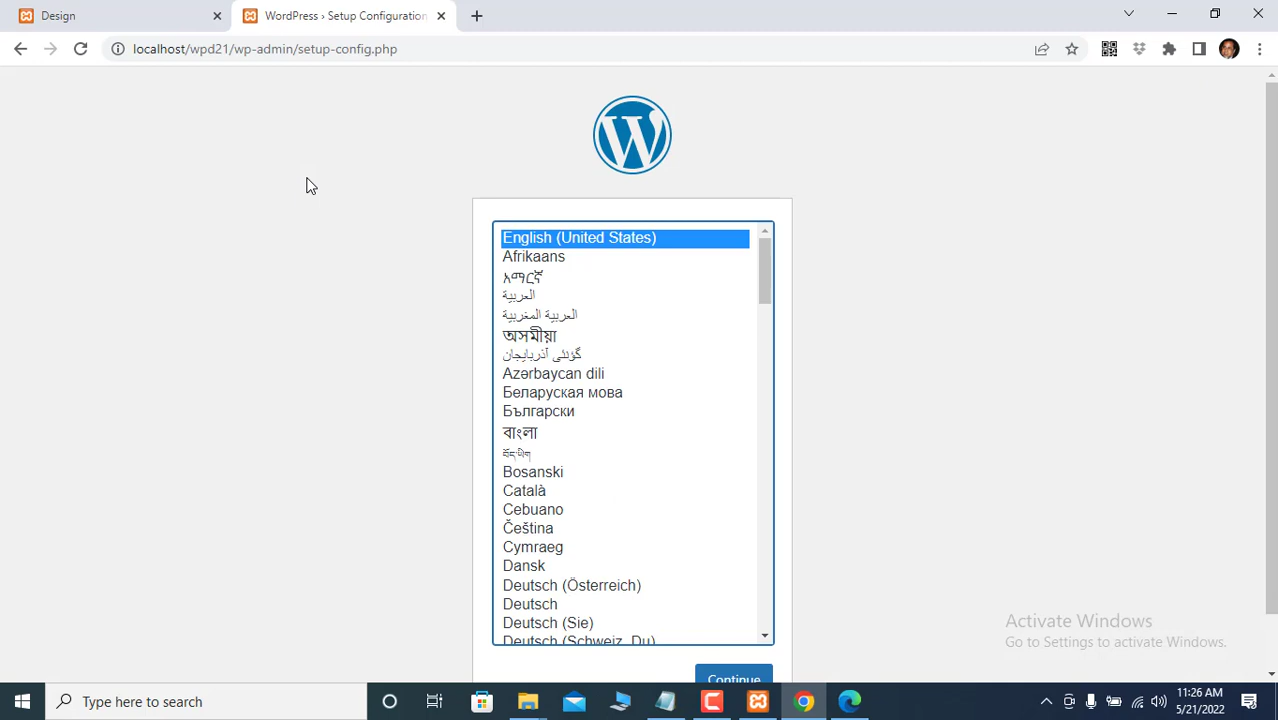 Design
WordPress › Setup Configuration
localhost/wpd21/wp-admin/setup-config.php
English (United States)
Afrikaans
አማርኛ
العربية
العربية المغربية
অসমীয়া
گؤنئی آذربایجان
Azərbaycan dili
Беларуская мова
Български
বাংলা
བོད་ཡིག
Bosanski
Català
Cebuano
Čeština
Cymraeg
Dansk
Deutsch (Österreich)
Deutsch
Deutsch (Sie)
Deutsch (Schweiz, Du)
Continue
Activate Windows
Go to Settings to activate Windows.
Type here to search
11:26 AM
5/21/2022